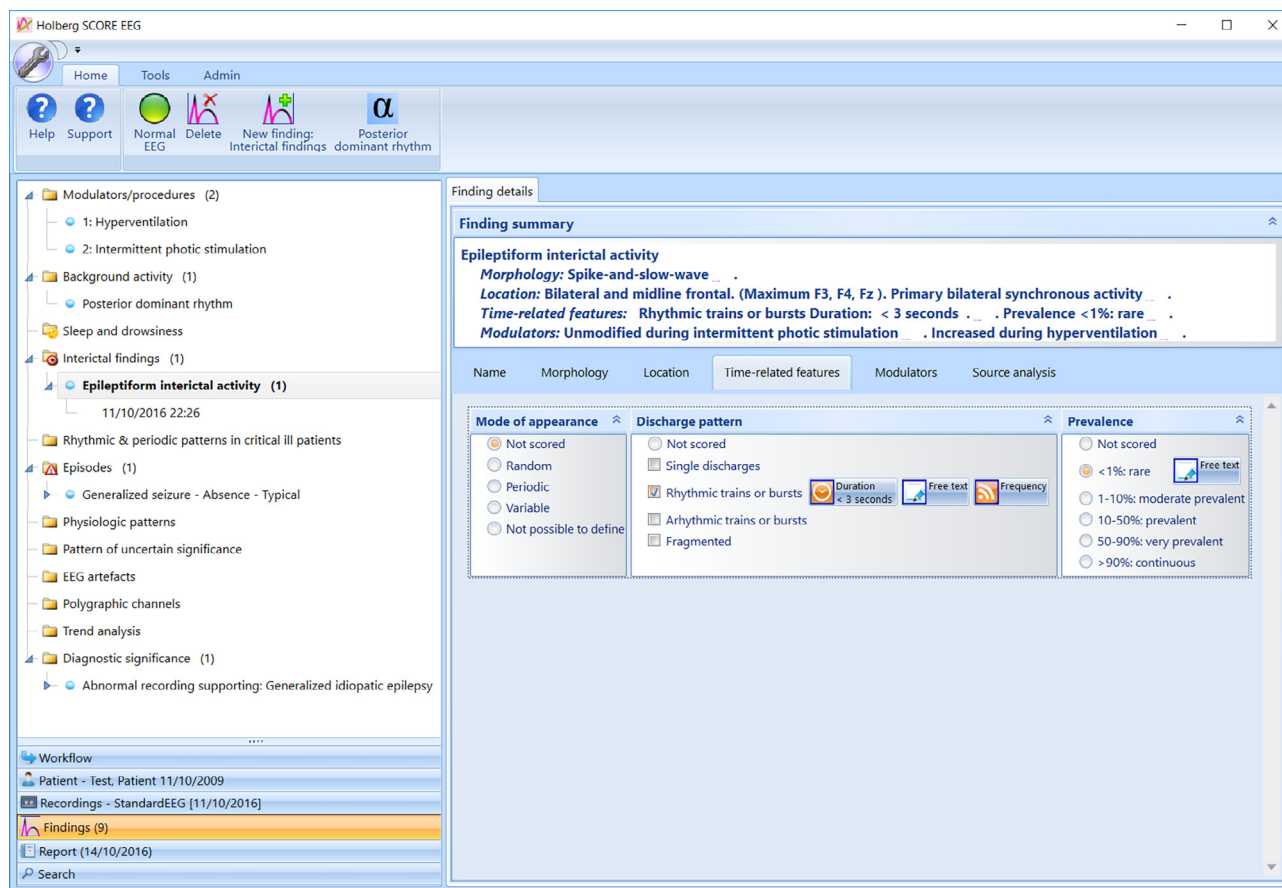 Holberg SCORE EEG
Home Tools Admin
Help Support Normal EEG Delete New finding: Interictal findings α Posterior dominant rhythm
Modulators/procedures (2)
1: Hyperventilation
2: Intermittent photic stimulation
Background activity (1)
Posterior dominant rhythm
Sleep and drowsiness
Interictal findings (1)
Epileptiform interictal activity (1)
11/10/2016 22:26
Rhythmic & periodic patterns in critical ill patients
Episodes (1)
Generalized seizure - Absence - Typical
Physiologic patterns
Pattern of uncertain significance
EEG artefacts
Polygraphic channels
Trend analysis
Diagnostic significance (1)
Abnormal recording supporting: Generalized idiopatic epilepsy
Workflow
Patient - Test, Patient 11/10/2009
Recordings - StandardEEG [11/10/2016]
Findings (9)
Report (14/10/2016)
Search
Finding details
Finding summary
Epileptiform interictal activity
Morphology: Spike-and-slow-wave __ .
Location: Bilateral and midline frontal. (Maximum F3, F4, Fz ). Primary bilateral synchronous activity __ .
Time-related features: Rhythmic trains or bursts Duration: < 3 seconds . __ . Prevalence <1%: rare __ .
Modulators: Unmodified during intermittent photic stimulation __ . Increased during hyperventilation __ .
Name Morphology Location Time-related features Modulators Source analysis
Mode of appearance
Not scored
Random
Periodic
Variable
Not possible to define
Discharge pattern
Not scored
Single discharges
Rhythmic trains or bursts Duration < 3 seconds Free text Frequency
Arhythmic trains or bursts
Fragmented
Prevalence
Not scored
<1%: rare Free text
1-10%: moderate prevalent
10-50%: prevalent
50-90%: very prevalent
>90%: continuous